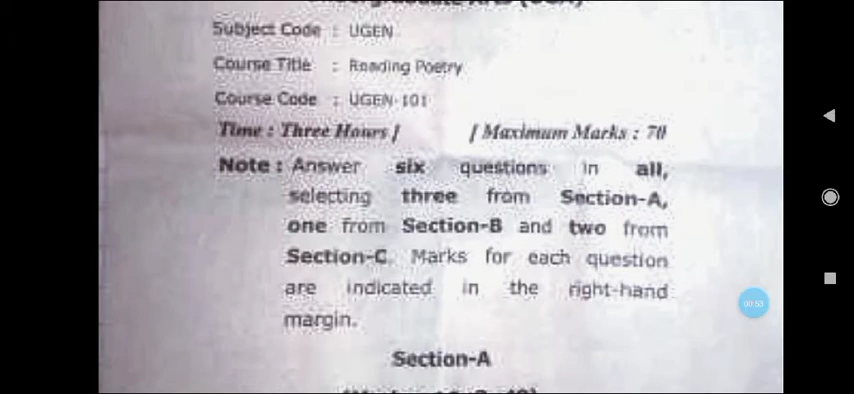 Subject Code : UGEN
Course Title : Reading Poetry
Course Code : UGEN-101
Time : Three Hours ] [ Maximum Marks : 70
Note : Answer six questions in all,
selecting three from Section-A,
one from Section-B and two from
Section-C. Marks for each question
are indicated in the right-hand
margin.
00:53
Section-A